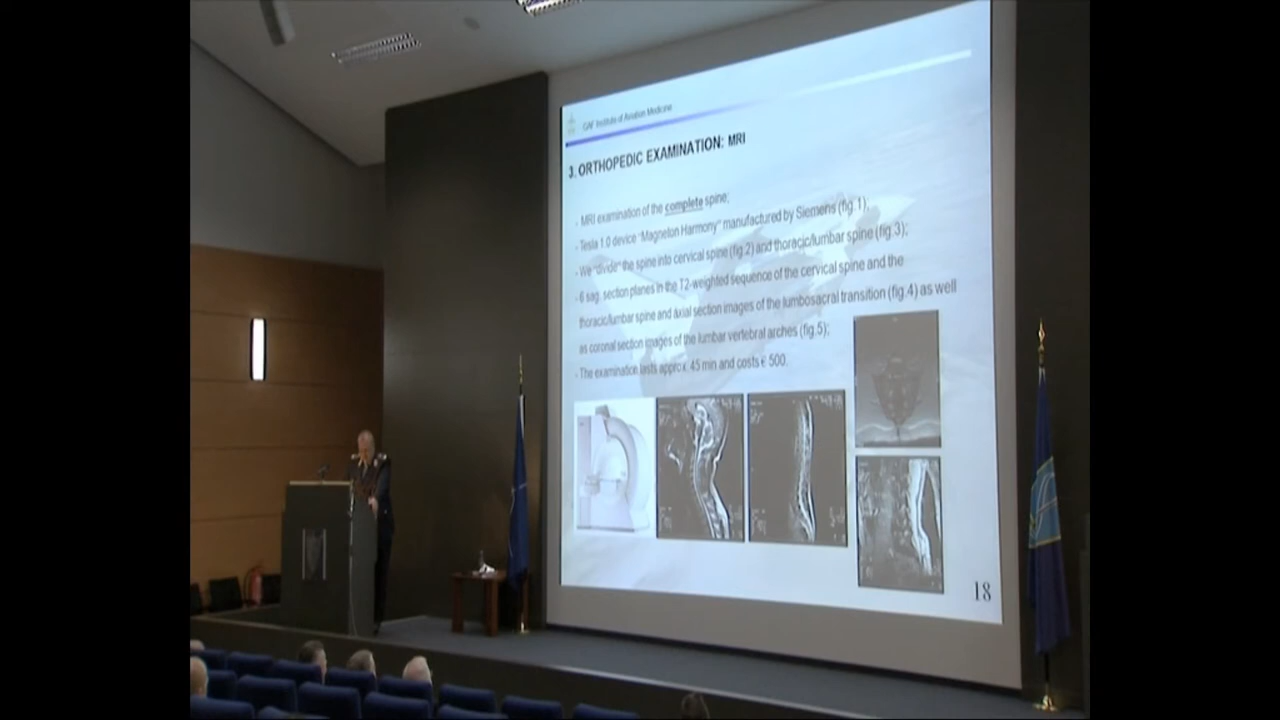 GAF Institute of Aviation Medicine
3. ORTHOPEDIC EXAMINATION: MRI
- MRI examination of the complete spine;
- Tesla 1.0 device "Magneton Harmony" manufactured by Siemens (fig.1);
- We "divide" the spine into cervical spine (fig.2) and thoracic/lumbar spine (fig.3);
- 6 sag. section planes in the T2-weighted sequence of the cervical spine and the
thoracic/lumbar spine and axial section images of the lumbosacral transition (fig.4) as well
as coronal section images of the lumbar vertebral arches (fig.5);
- The examination lasts approx. 45 min and costs € 500.
18